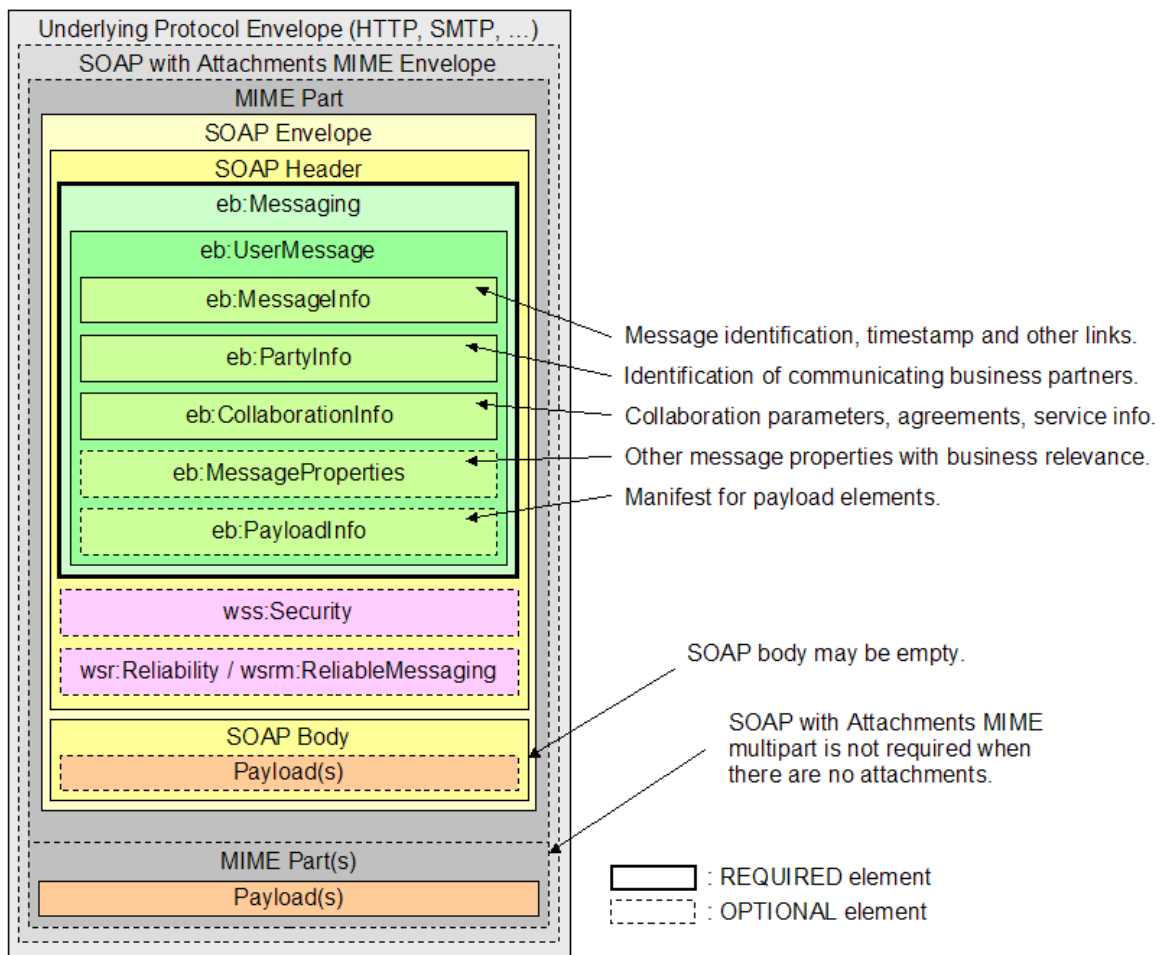 Underlying Protocol Envelope (HTTP, SMTP, ...)
SOAP with Attachments MIME Envelope
MIME Part
SOAP Envelope
SOAP Header
eb:Messaging
eb:UserMessage
eb:MessageInfo
eb:PartyInfo
eb:CollaborationInfo
eb:MessageProperties
eb:PayloadInfo
wss:Security
wsr:Reliability / wsrm:ReliableMessaging
SOAP Body
Payload(s)
MIME Part(s)
Payload(s)
Message identification, timestamp and other links.
Identification of communicating business partners.
Collaboration parameters, agreements, service info.
Other message properties with business relevance.
Manifest for payload elements.
SOAP body may be empty.
SOAP with Attachments MIME
multipart is not required when
there are no attachments.
: REQUIRED element
: OPTIONAL element